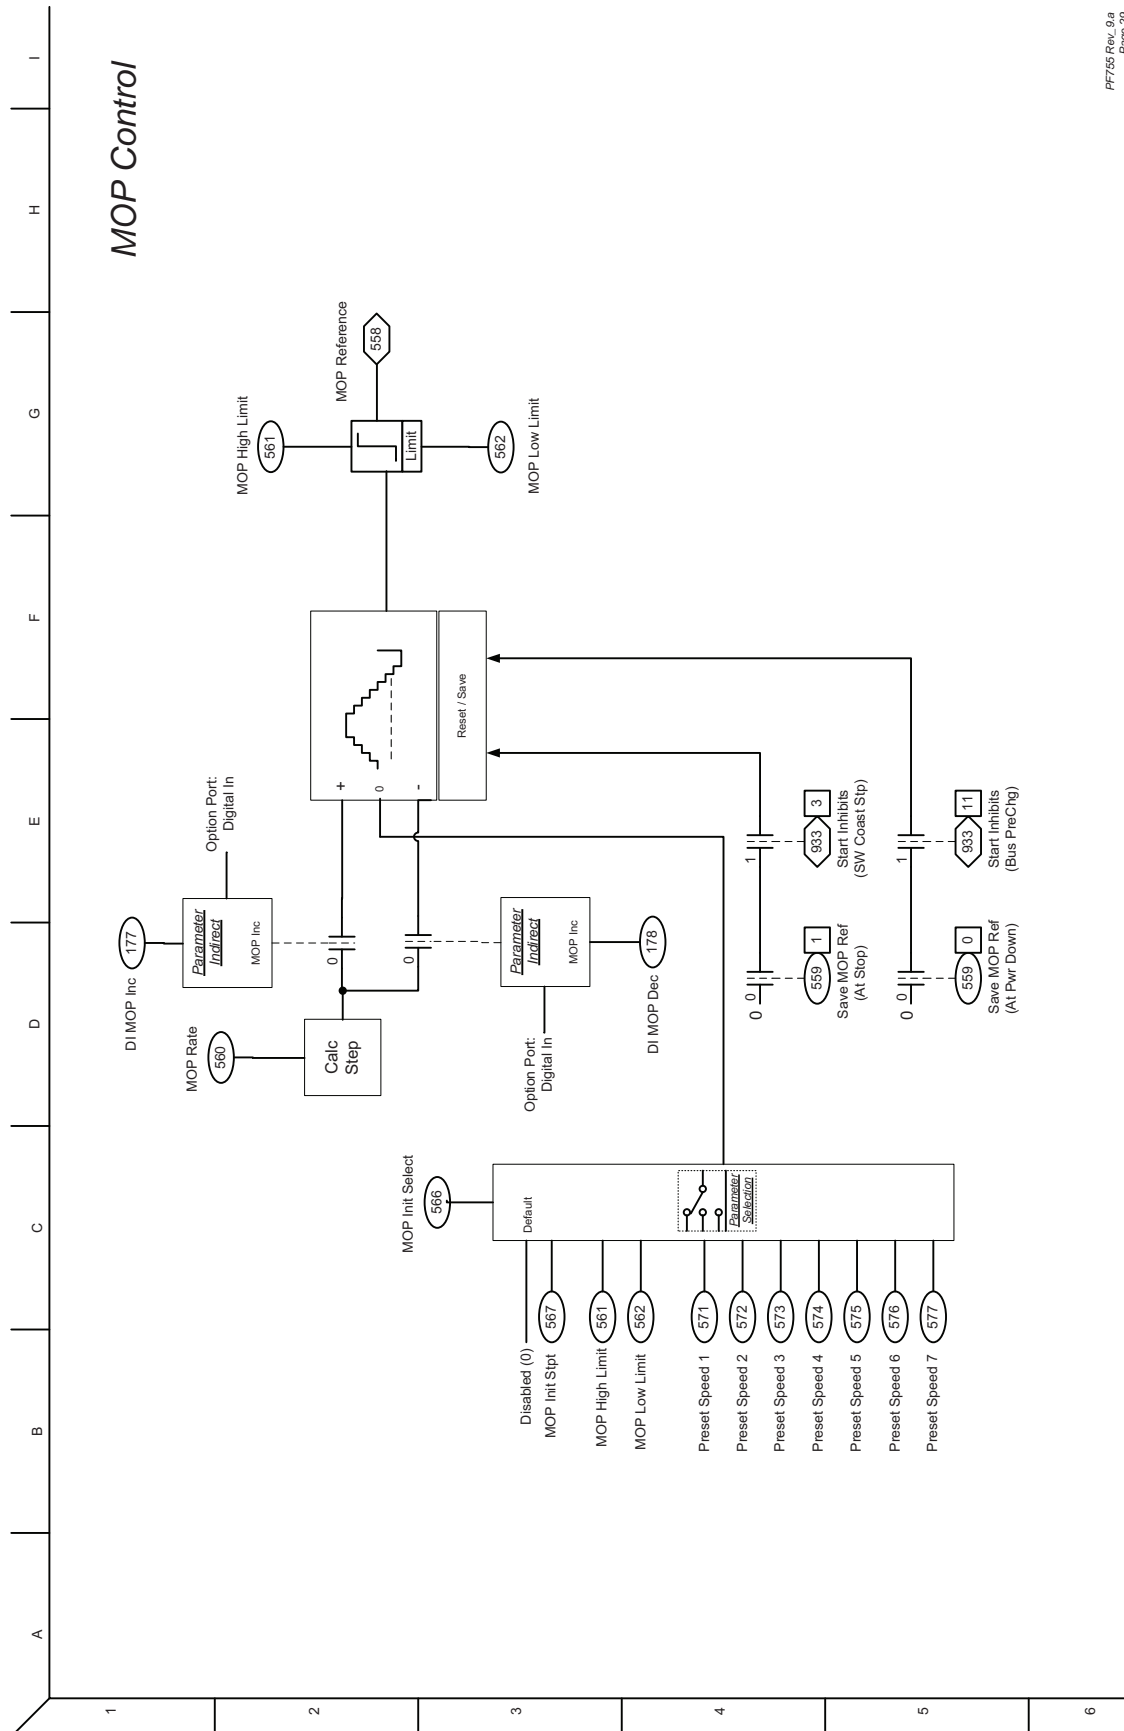 A
B
C
D
E
F
G
H
I
1
2
3
4
5
6
MOP Control
DI MOP Inc
177
Parameter
Indirect
MOP Inc
Option Port:
Digital In
MOP Rate
560
Calc
Step
0
0
+
0
-
Reset / Save
MOP High Limit
561
Limit
MOP Reference
558
562
MOP Low Limit
Parameter
Indirect
MOP Inc
Option Port:
Digital In
178
DI MOP Dec
MOP Init Select
566
Default
Disabled (0)
MOP Init Stpt
567
MOP High Limit
561
MOP Low Limit
562
Parameter
Selection
Preset Speed 1
571
Preset Speed 2
572
Preset Speed 3
573
Preset Speed 4
574
Preset Speed 5
575
Preset Speed 6
576
Preset Speed 7
577
0
0
1
559
1
Save MOP Ref
(At Stop)
933
3
Start Inhibits
(SW Coast Stp)
0
0
1
559
0
Save MOP Ref
(At Pwr Down)
933
11
Start Inhibits
(Bus PreChg)
PF755 Rev_9.a
Page 29